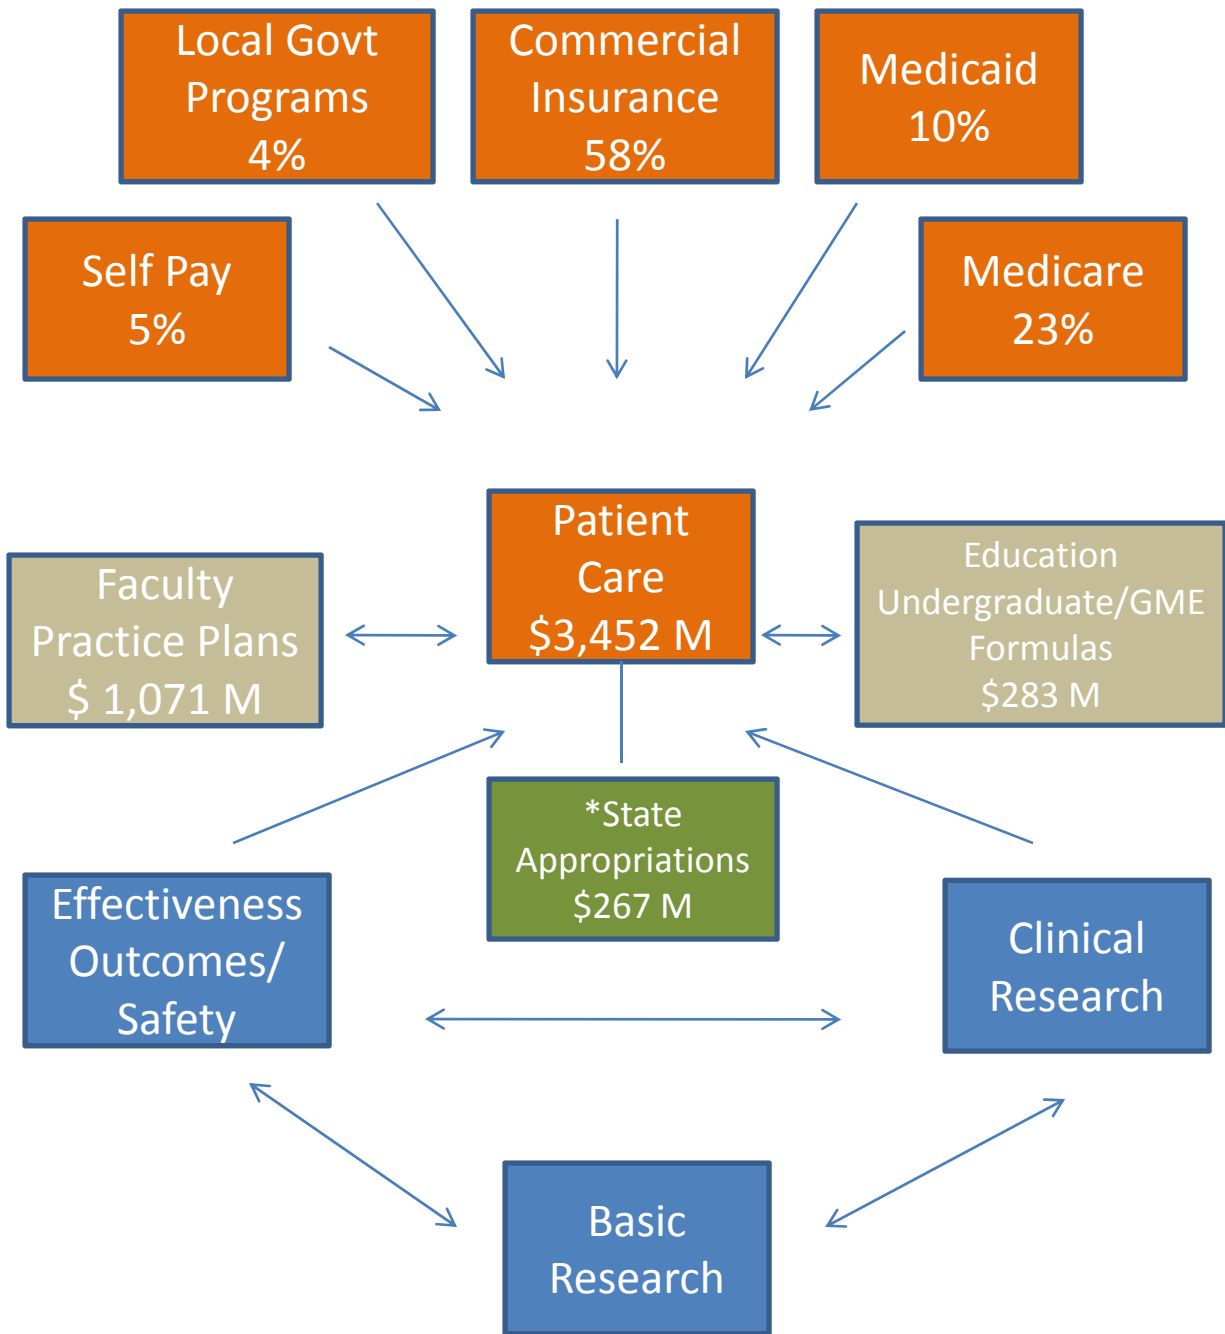 Local Govt
Programs
4%
Commercial
Insurance
58%
Medicaid
10%
Self Pay
5%
Medicare
23%
Patient
Care
$3,452 M
Faculty
Practice Plans
$ 1,071 M
Education
Undergraduate/GME
Formulas
$283 M
*State
Appropriations
$267 M
Effectiveness
Outcomes/
Safety
Clinical
Research
Basic
Research